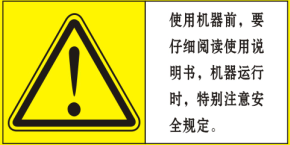 使用机器前，要
仔细阅读使用说
明书，机器运行
时，特别注意安
全规定。